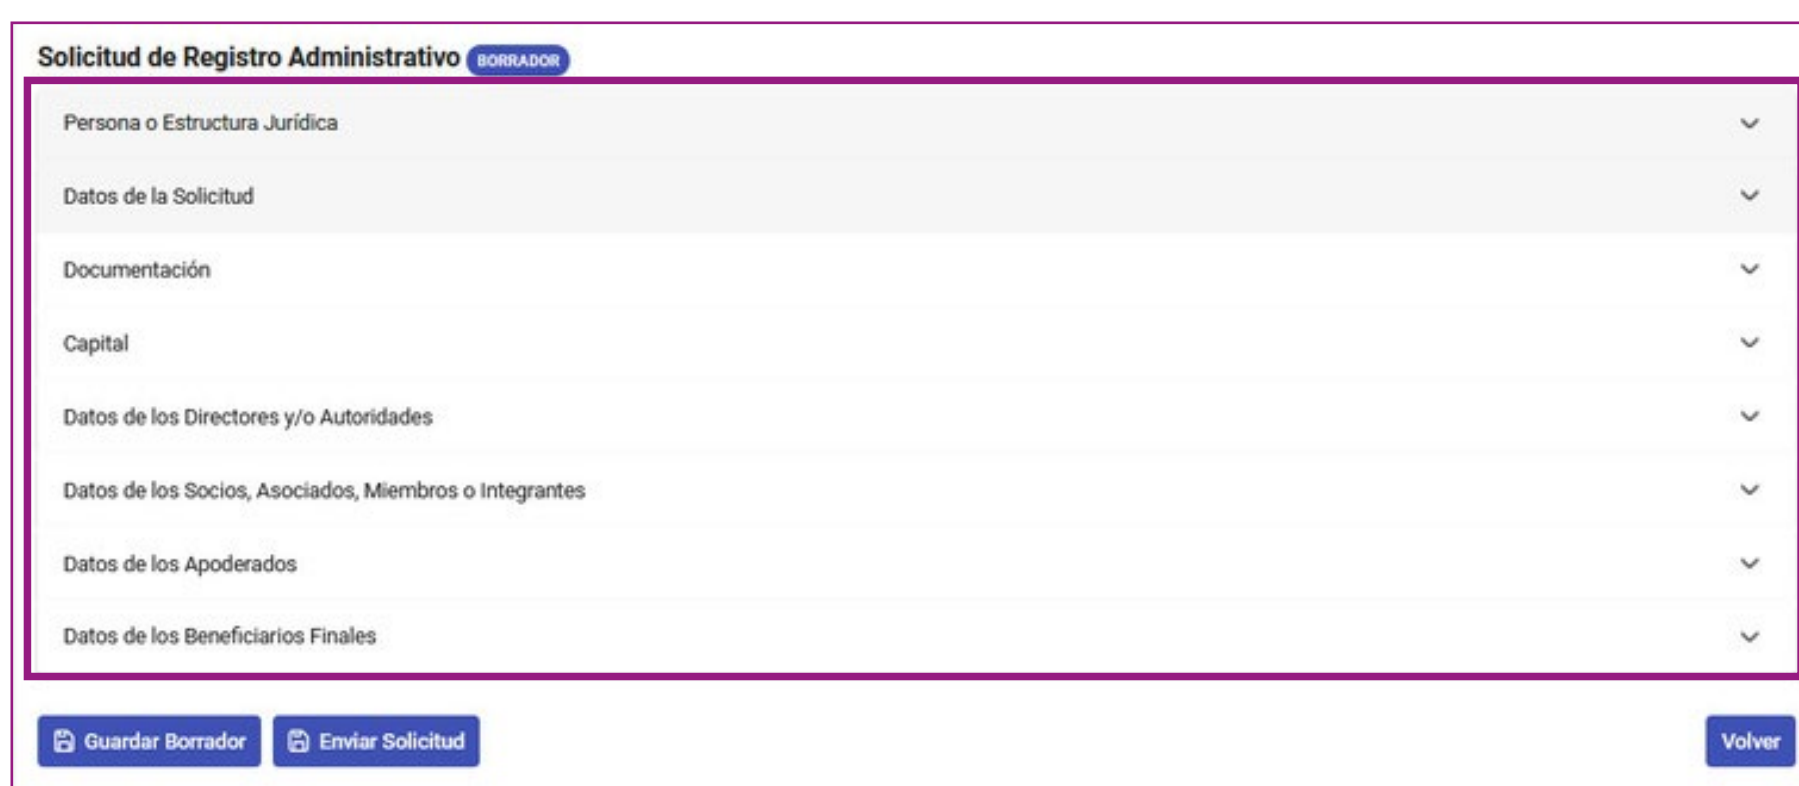 Solicitud de Registro Administrativo BORRADOR
Persona o Estructura Jurídica
Datos de la Solicitud
Documentación
Capital
Datos de los Directores y/o Autoridades
Datos de los Socios, Asociados, Miembros o Integrantes
Datos de los Apoderados
Datos de los Beneficiarios Finales
Guardar Borrador Enviar Solicitud Volver